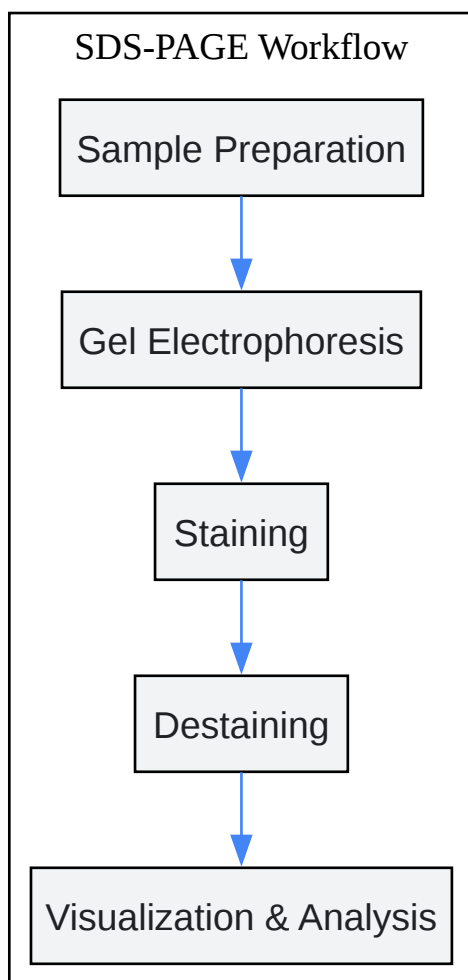 SDS-PAGE Workflow
Sample Preparation
Gel Electrophoresis
Staining
Destaining
Visualization & Analysis